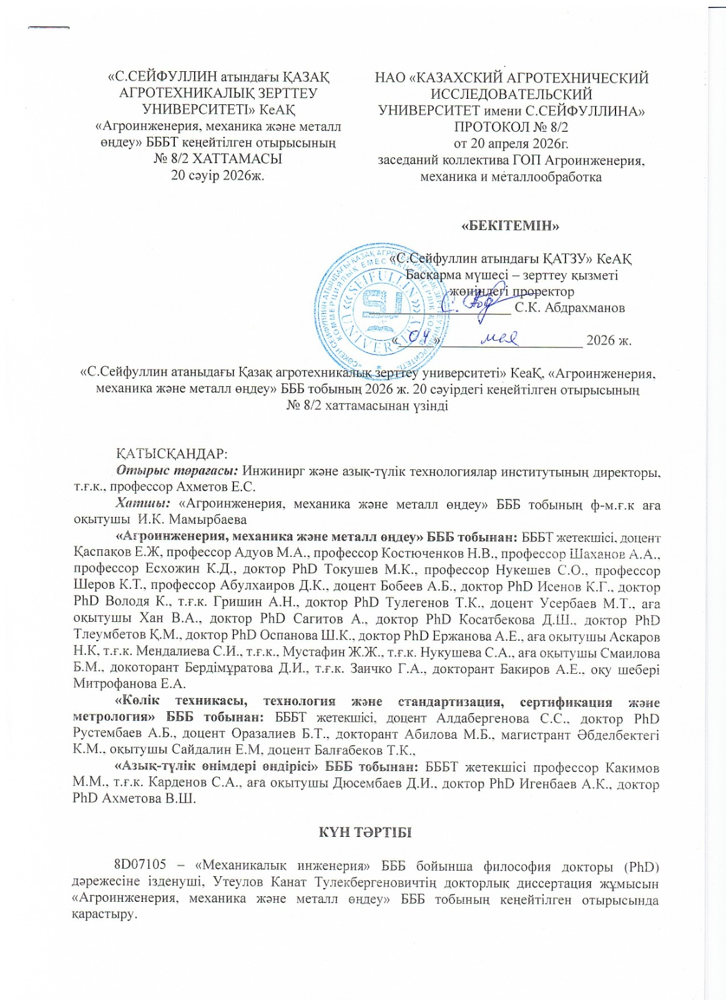 «С.СЕЙФУЛЛИН атындағы ҚАЗАҚ
АГРОТЕХНИКАЛЫҚ ЗЕРТТЕУ
УНИВЕРСИТЕТІ» КеАҚ
«Агроинженерия, механика және металл
өңдеу» БББТ кеңейтілген отырысының
№ 8/2 ХАТТАМАСЫ
20 сәуір 2026ж.
НАО «КАЗАХСКИЙ АГРОТЕХНИЧЕСКИЙ
ИССЛЕДОВАТЕЛЬСКИЙ
УНИВЕРСИТЕТ имени С.СЕЙФУЛЛИНА»
ПРОТОКОЛ № 8/2
от 20 апреля 2026г.
заседаний коллектива ГОП Агроинженерия,
механика и металлообработка
«БЕКІТЕМІН»
«С.Сейфуллин атындағы ҚАТЗУ» КеАҚ
Басқарма мүшесі – зерттеу қызметі
жөніндегі проректор
С.К. Абдрахманов
«04» мая 2026 ж.
SEIFULLIN UNIVERSITY
«С.Сейфуллин атаныдағы Қазақ агротехникалық зерттеу университеті» КеаҚ, «Агроинженерия,
механика және металл өңдеу» БББ тобының 2026 ж. 20 сәуірдегі кеңейтілген отырысының
№ 8/2 хаттамасынан үзінді
ҚАТЫСҚАНДАР:
Отырыс төрағасы: Инжинирг және азық-түлік технологиялар институтының директоры,
т.ғ.к., профессор Ахметов Е.С.
Хатшы: «Агроинженерия, механика және металл өңдеу» БББ тобының ф-м.ғ.к аға
оқытушы И.К. Мамырбаева
«Агроинженерия, механика және металл өңдеу» БББ тобынан: БББТ жетекшісі, доцент
Қаспақов Е.Ж, профессор Адуов М.А., профессор Костюченков Н.В., профессор Шаханов А.А.,
профессор Есхожин К.Д., доктор PhD Токушев М.К., профессор Нукешев С.О., профессор
Шеров К.Т., профессор Абулхаиров Д.К., доцент Бобеев А.Б., доктор PhD Исенов К.Г., доктор
PhD Володя К., т.ғ.к. Гришин А.Н., доктор PhD Тулегенов Т.К., доцент Усербаев М.Т., аға
оқытушы Хан В.А., доктор PhD Сагитов А., доктор PhD Косатбекова Д.Ш., доктор PhD
Тлеумбетов Қ.М., доктор PhD Оспанова Ш.К., доктор PhD Ержанова А.Е., аға оқытушы Аскаров
Н.К, т.ғ.к. Мендалиева С.И., т.ғ.к., Мустафин Ж.Ж., т.ғ.к. Нукушева С.А., аға оқытушы Смаилова
Б.М., докоторант Бердімұратова Д.И., т.ғ.к. Заичко Г.А., докторант Бакиров А.Е., оқу шебері
Митрофанова Е.А.
«Көлік техникасы, технология және стандартизация, сертификация және
метрология» БББ тобынан: БББТ жетекшісі, доцент Алдабергенова С.С., доктор PhD
Рустембаев А.Б., доцент Оразалиев Б.Т., докторант Абилова М.Б., магистрант Әбделбектегі
К.М., оқытушы Сайдалин Е.М, доцент Балғабеков Т.К.,
«Азық-түлік өнімдері өндірісі» БББ тобынан: БББТ жетекшісі профессор Какимов
М.М., т.ғ.к. Карденов С.А., аға оқытушы Дюсембаев Д.И., доктор PhD Игенбаев А.К., доктор
PhD Ахметова В.Ш.
КҮН ТӘРТІБІ
8D07105 – «Механикалық инженерия» БББ бойынша философия докторы (PhD)
дәрежесіне ізденуші, Утеулов Канат Тулекбергеновичтің докторлық диссертация жұмысын
«Агроинженерия, механика және металл өңдеу» БББ тобының кеңейтілген отырысында
қарастыру.